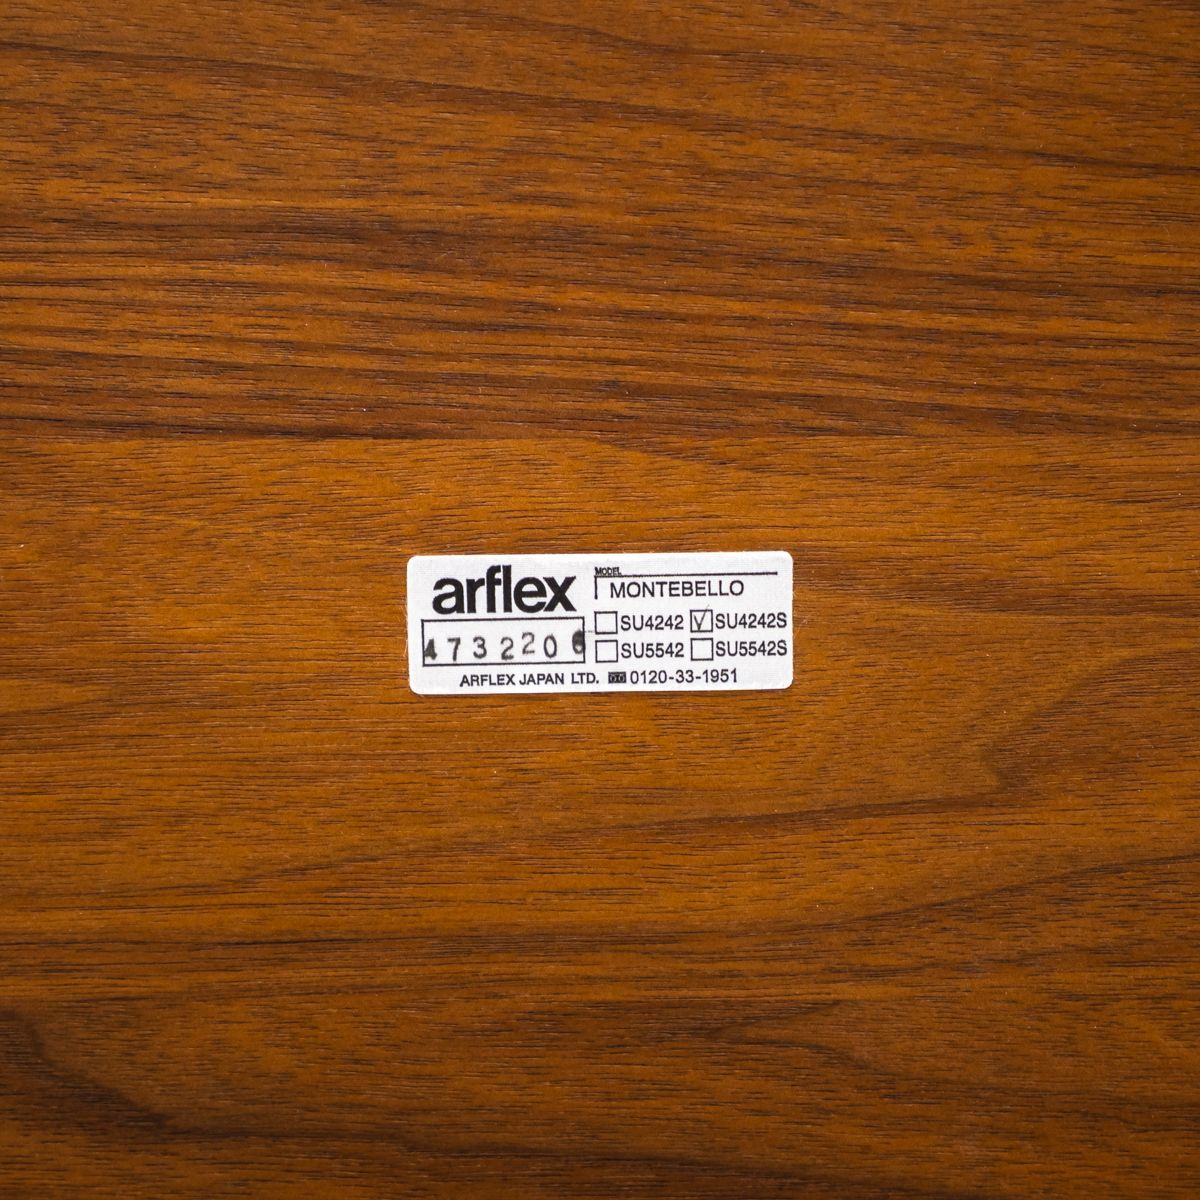 arflex
MODEL
MONTEBELLO
SU4242 SU4242S
SU5542 SU5542S
4732206
ARFLEX JAPAN LTD. 0120-33-1951